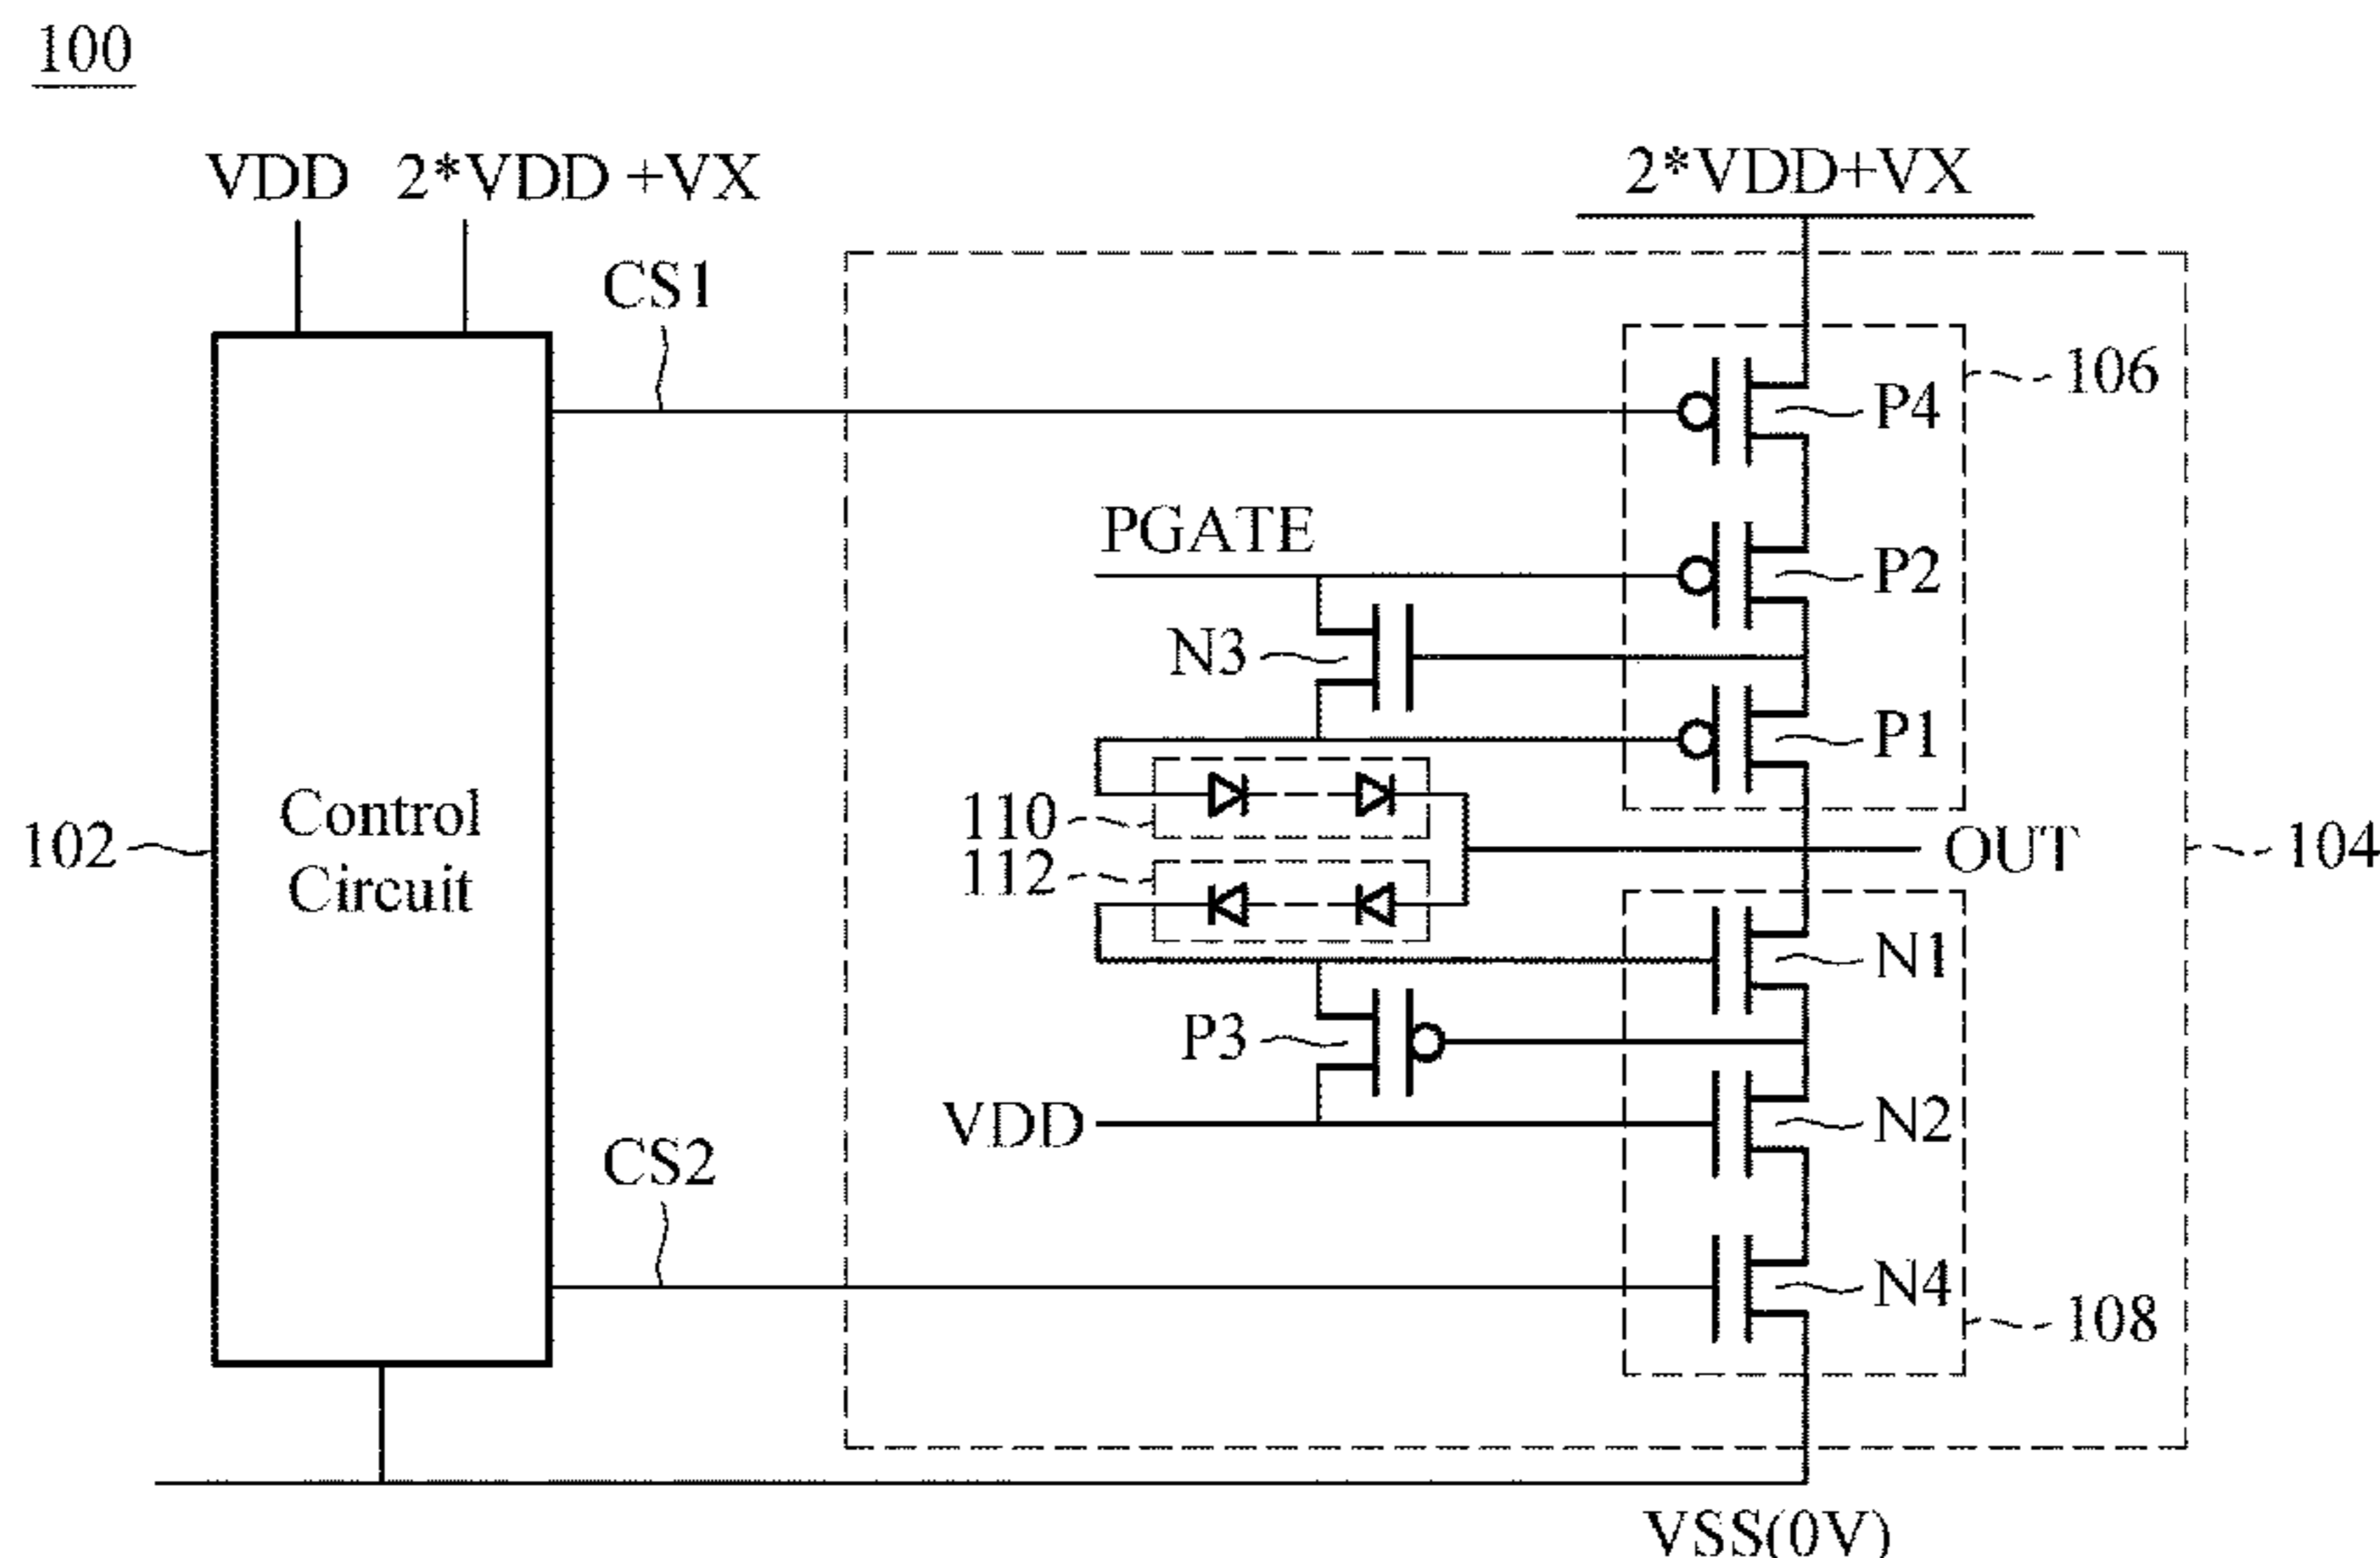 100
VDD
2*VDD +VX
2*VDD+VX
CS1
106
P4
PGATE
P2
N3
P1
110
Control
Circuit
102
OUT
104
112
N1
P3
VDD
N2
CS2
N4
108
VSS(0V)